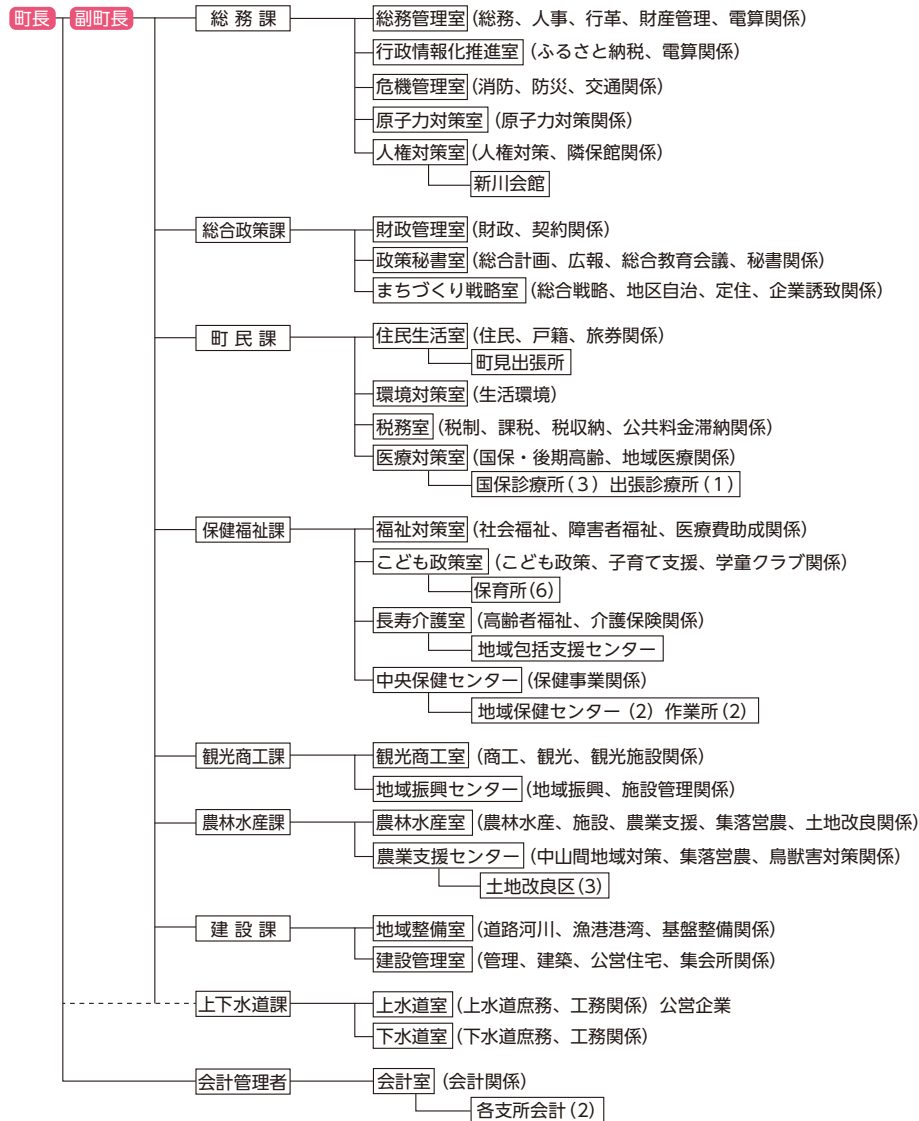 町長 副町長 総務課 総務管理室 (総務、人事、行革、財産管理、電算関係)
行政情報化推進室 (ふるさと納税、電算関係)
危機管理室 (消防、防災、交通関係)
原子力対策室 (原子力対策関係)
人権対策室 (人権対策、隣保館関係)
新川会館
総合政策課 財政管理室 (財政、契約関係)
政策秘書室 (総合計画、広報、総合教育会議、秘書関係)
まちづくり戦略室 (総合戦略、地区自治、定住、企業誘致関係)
町民課 住民生活室 (住民、戸籍、旅券関係)
町見出張所
環境対策室 (生活環境)
税務室 (税制、課税、税収納、公共料金滞納関係)
医療対策室 (国保・後期高齢、地域医療関係)
国保診療所(3) 出張診療所(1)
保健福祉課 福祉対策室 (社会福祉、障害者福祉、医療費助成関係)
こども政策室 (こども政策、子育て支援、学童クラブ関係)
保育所(6)
長寿介護室 (高齢者福祉、介護保険関係)
地域包括支援センター
中央保健センター (保健事業関係)
地域保健センター(2) 作業所(2)
観光商工課 観光商工室 (商工、観光、観光施設関係)
地域振興センター (地域振興、施設管理関係)
農林水産課 農林水産室 (農林水産、施設、農業支援、集落営農、土地改良関係)
農業支援センター (中山間地域対策、集落営農、鳥獣害対策関係)
土地改良区(3)
建設課 地域整備室 (道路河川、漁港港湾、基盤整備関係)
建設管理室 (管理、建築、公営住宅、集会所関係)
上下水道課 上水道室 (上水道庶務、工務関係) 公営企業
下水道室 (下水道庶務、工務関係)
会計管理者 会計室 (会計関係)
各支所会計(2)